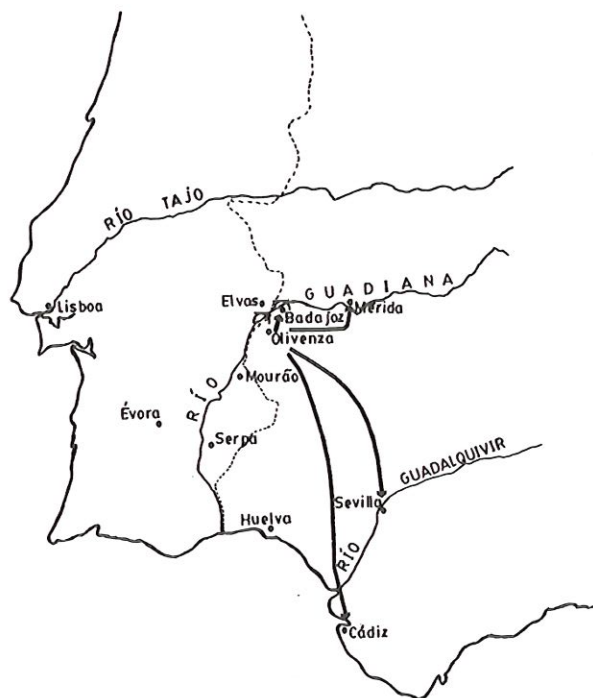 RÍO TAJO
Lisboa
Elvas
GUADIANA
Badajoz
Mérida
Olivenza
RÍO
Mourão
Évora
Serpa
GUADALQUIVIR
Sevilla
Huelva
RÍO
Cádiz